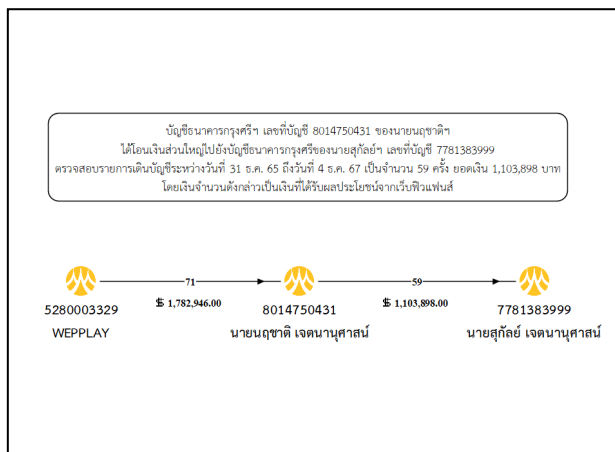 บัญชีธนาคารกรุงศรีฯ เลขที่บัญชี 8014750431 ของนายนฤชาติฯ
ได้โอนเงินส่วนใหญ่ไปยังบัญชีธนาคารกรุงศรีของนายสุกัลย์ฯ เลขที่บัญชี 7781383999
ตรวจสอบรายการเดินบัญชีระหว่างวันที่ 31 ธ.ค. 65 ถึงวันที่ 4 ธ.ค. 67 เป็นจำนวน 59 ครั้ง ยอดเงิน 1,103,898 บาท
โดยเงินจำนวนดังกล่าวเป็นเงินที่ได้รับผลประโยชน์จากเว็บฟิวแฟนส์
71 59
$ 1,782,946.00 $ 1,103,898.00
5280003329 8014750431 7781383999
WEPPLAY นายนฤชาติ เจตนานุศาสน์ นายสุกัลย์ เจตนานุศาสน์